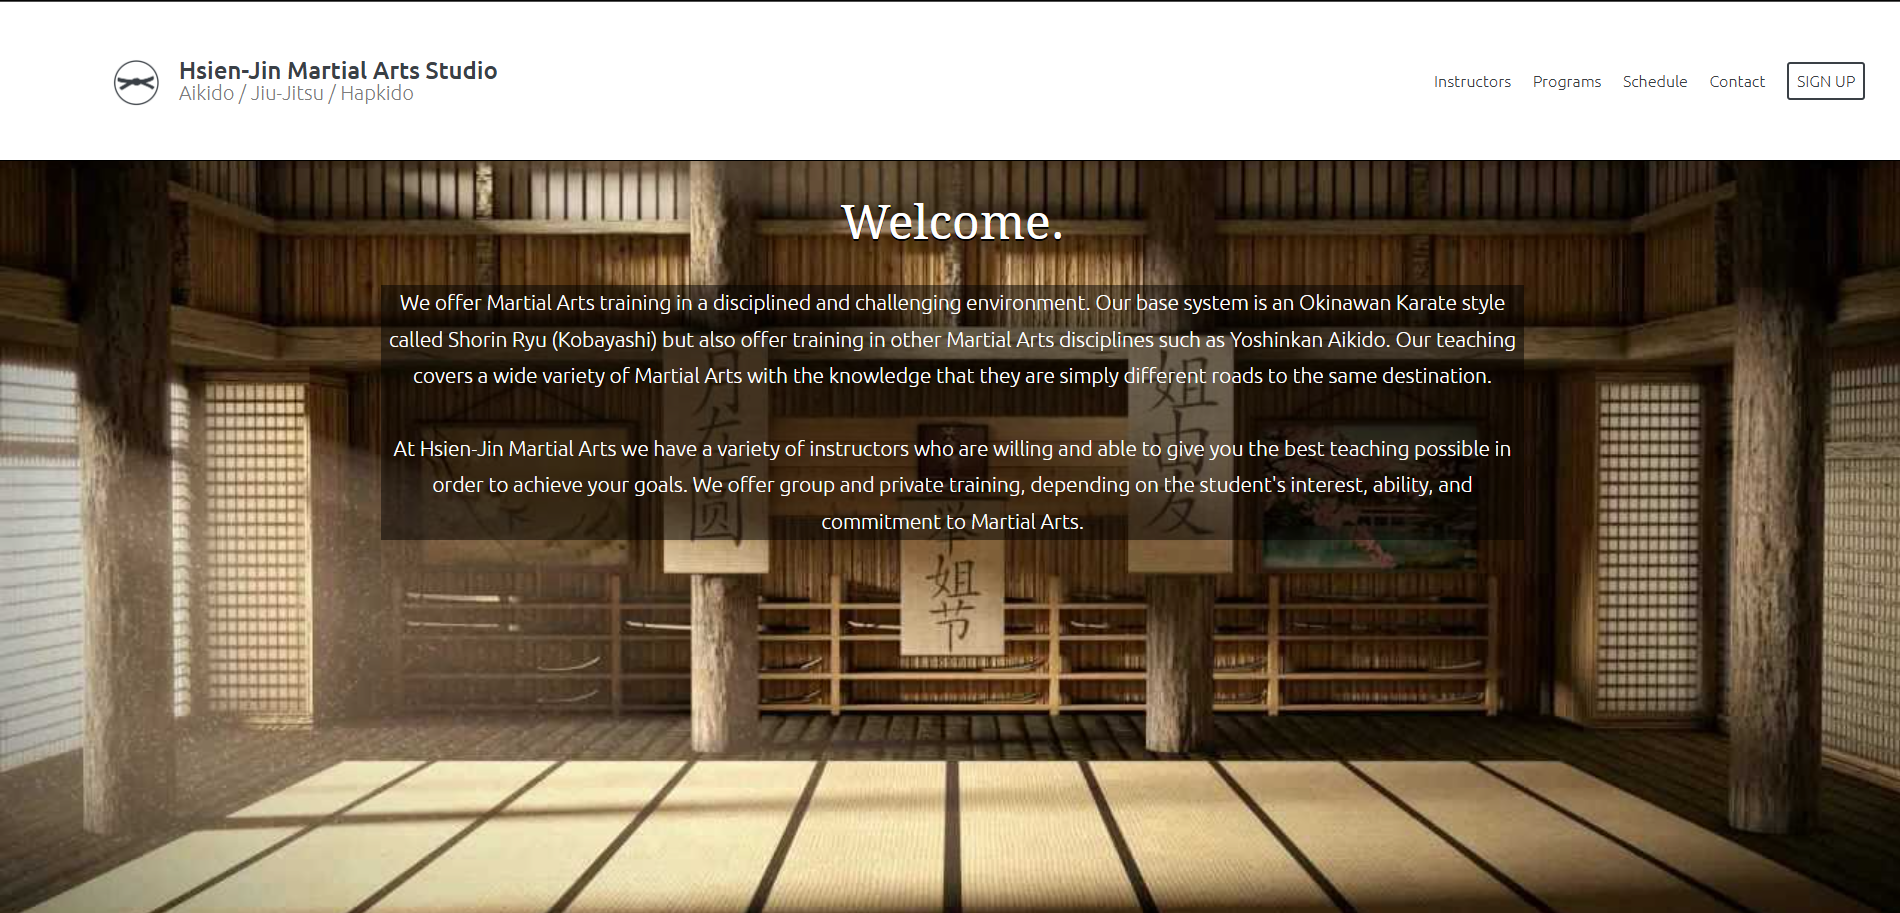 Hsien-Jin Martial Arts Studio
Aikido / Jiu-Jitsu / Hapkido
Instructors
Programs
Schedule
Contact
SIGN UP
Welcome.
We offer Martial Arts training in a disciplined and challenging environment. Our base system is an Okinawan Karate style
called Shorin Ryu (Kobayashi) but also offer training in other Martial Arts disciplines such as Yoshinkan Aikido. Our teaching
covers a wide variety of Martial Arts with the knowledge that they are simply different roads to the same destination.
At Hsien-Jin Martial Arts we have a variety of instructors who are willing and able to give you the best teaching possible in
order to achieve your goals. We offer group and private training, depending on the student's interest, ability, and
commitment to Martial Arts.
月在圆
姐节